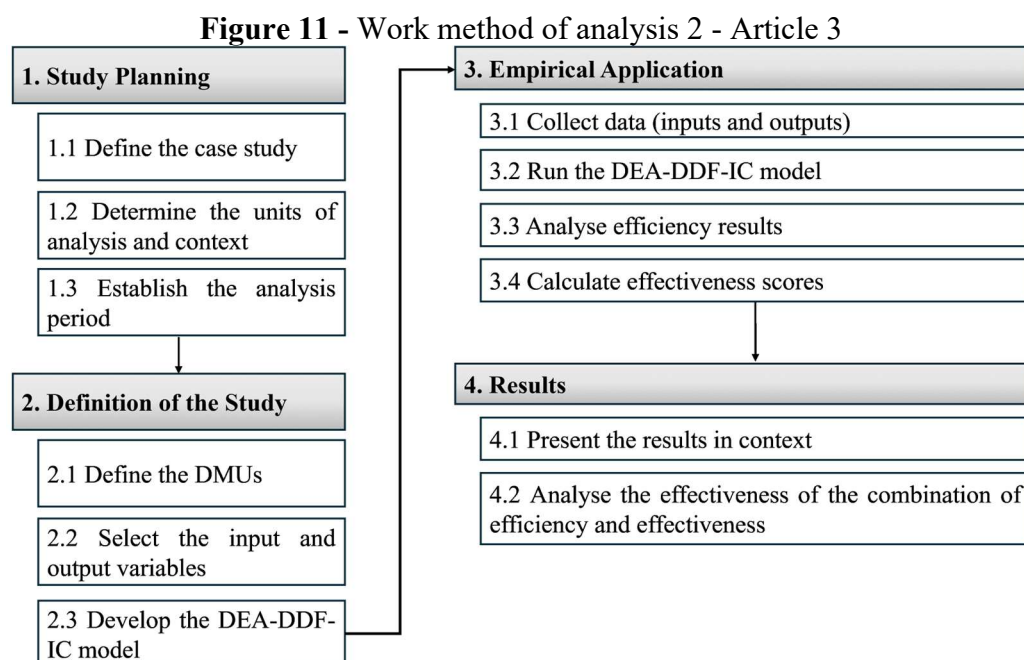 Figure 11 - Work method of analysis 2 - Article 3
1. Study Planning
1.1 Define the case study
1.2 Determine the units of
analysis and context
1.3 Establish the analysis
period
2. Definition of the Study
2.1 Define the DMUs
2.2 Select the input and
output variables
2.3 Develop the DEA-DDF-
IC model
3. Empirical Application
3.1 Collect data (inputs and outputs)
3.2 Run the DEA-DDF-IC model
3.3 Analyse efficiency results
3.4 Calculate effectiveness scores
4. Results
4.1 Present the results in context
4.2 Analyse the effectiveness of the combination of
efficiency and effectiveness